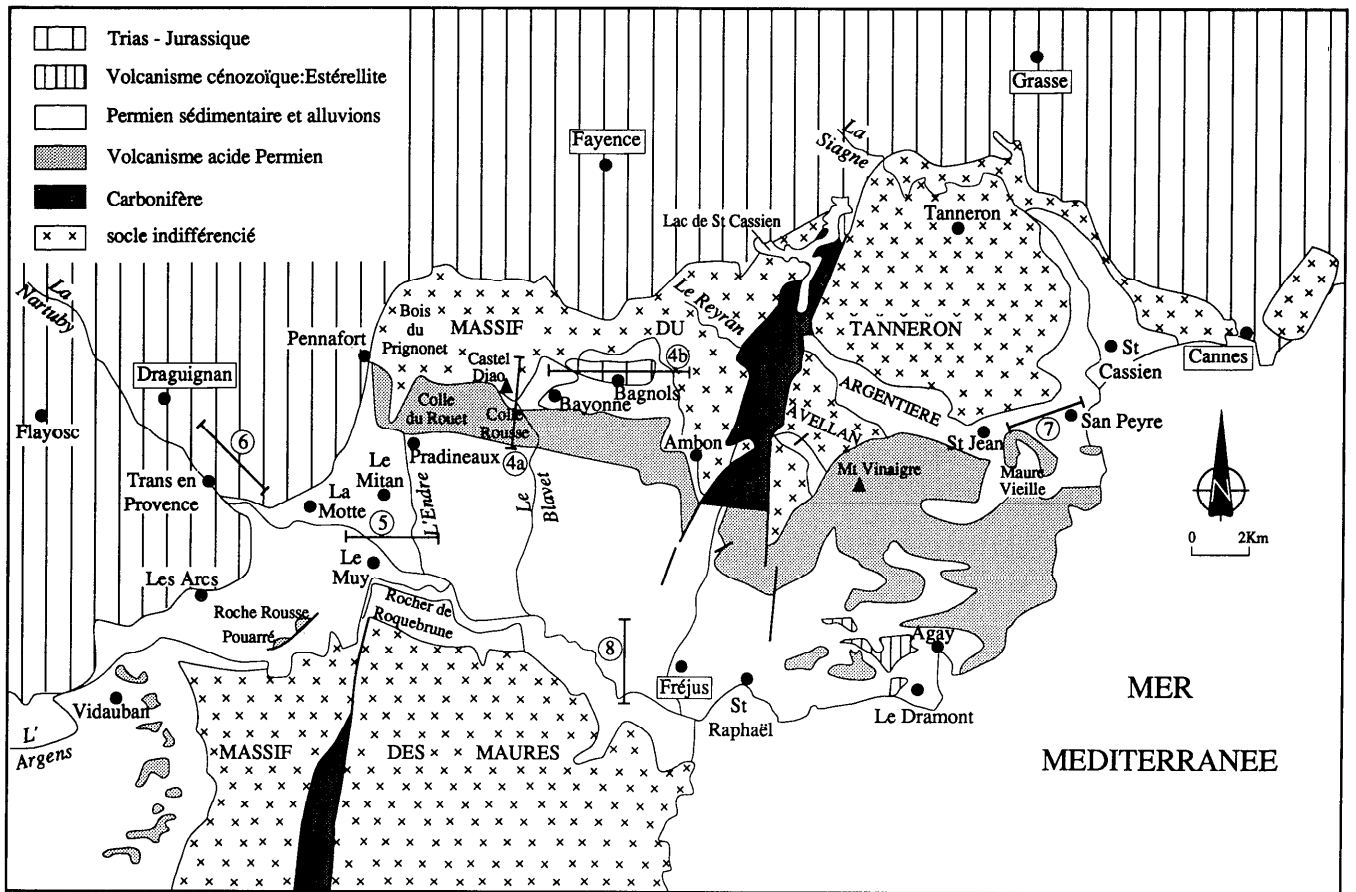 Trias - Jurassique
Volcanisme cénozoïque:Estérellite
Permien sédimentaire et alluvions
Volcanisme acide Permien
Carbonifère
socle indifférencié
Grasse
Fayence
La
Siagne
Lac de St Cassien
Tanneron
La
Nartuby
Le Reyran
Bois
du
Prignonet
MASSIF
DU
TANNERON
Pennafort
Castel
Diao
4b
St
Cassien
Cannes
Draguignan
Colle
du Rouet
Colle
Rousse
Bayonne
Bagnols
ARGENTIERE
AVELLAN
Flayosc
6
Ambon
St Jean
7
San Peyre
Pradineaux
4a
Mt Vinaigre
Maure
Vieille
Trans en
Provence
La
Motte
Le
Mitan
L'Endre
Le
Blavet
N
0
2Km
5
Le
Muy
Les Arcs
Roche Rousse
Pouarré
Rocher de
Roquebrune
8
Agay
Fréjus
St
Raphaël
Le Dramont
Vidauban
L'
Argens
MASSIF
DES
MAURES
MER
MEDITERRANEE